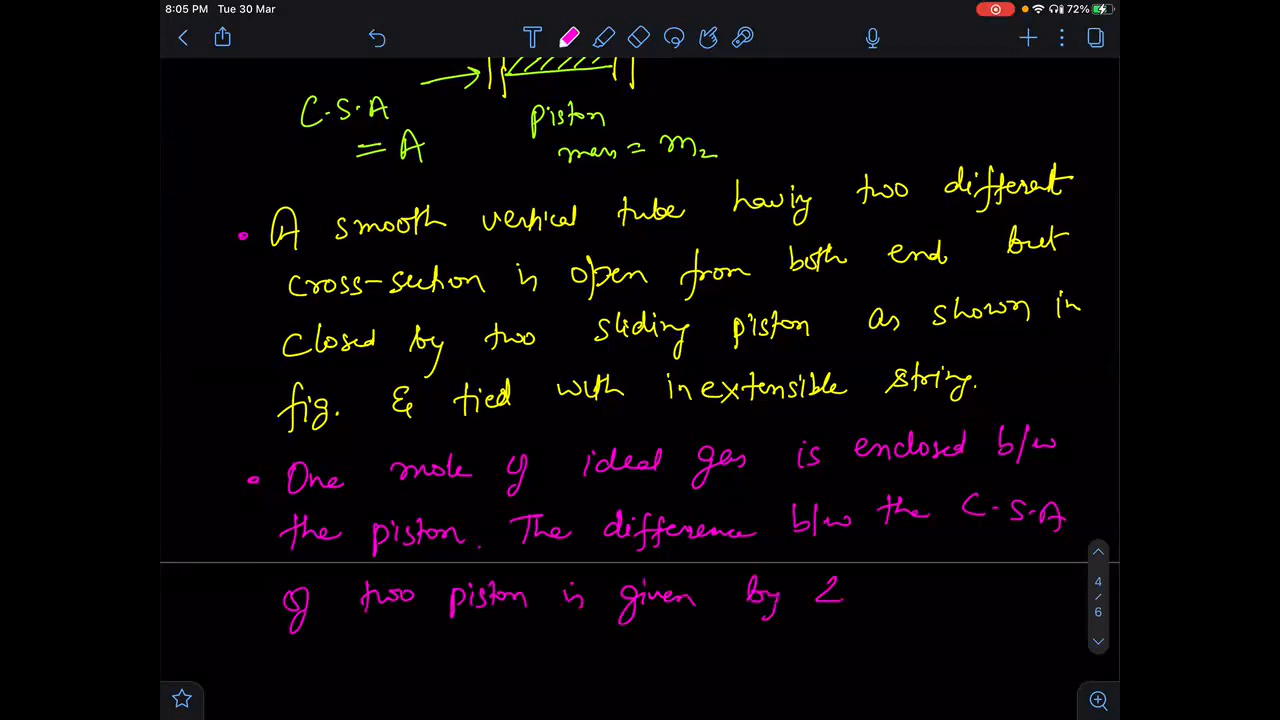 8:05 PM Tue 30 Mar
72%
T
C.S.A
= A
piston
mass = m₂
• A smooth vertical tube having two different
cross-section is open from both end but
closed by two sliding piston as shown in
fig. & tied with inextensible string.
• One mole of ideal gas is enclosed b/w
the piston. The difference b/w the C-S-A
of two piston is given by 2
4
/
6